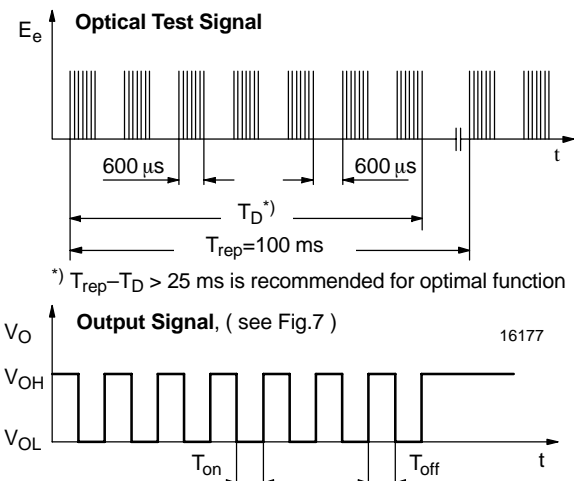 E_e Optical Test Signal
t
600 μs 600 μs
T_D *)
T_rep=100 ms
*) T_rep–T_D > 25 ms is recommended for optimal function
V_O Output Signal, ( see Fig.7 ) 16177
V_OH
V_OL
T_on T_off t